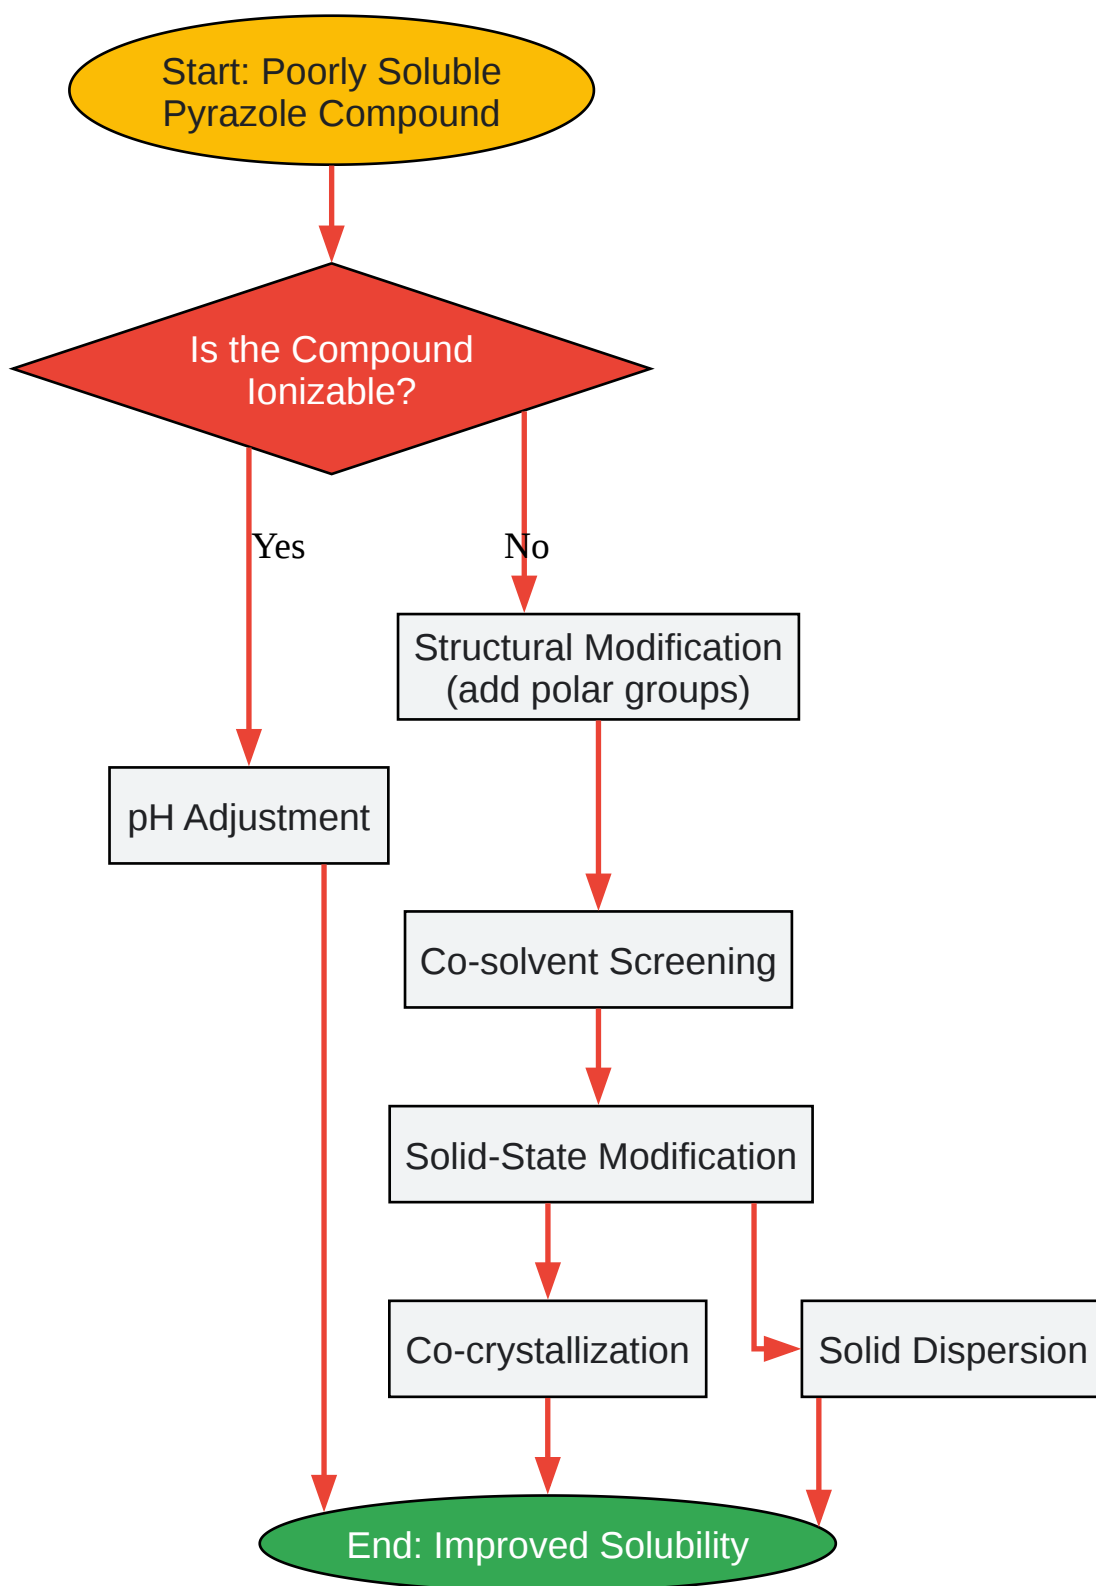 Start: Poorly Soluble
Pyrazole Compound
Is the Compound
Ionizable?
Yes
No
Structural Modification
(add polar groups)
pH Adjustment
Co-solvent Screening
Solid-State Modification
Co-crystallization
Solid Dispersion
End: Improved Solubility